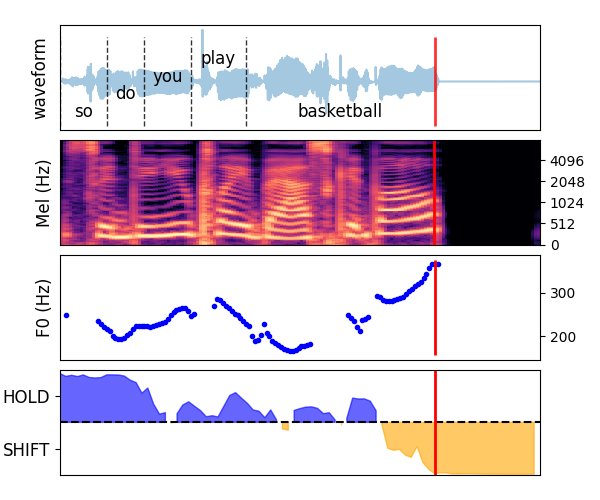 waveform
so
do
you
play
basketball
Mel (Hz)
4096
2048
1024
512
0
F0 (Hz)
300
200
HOLD
SHIFT